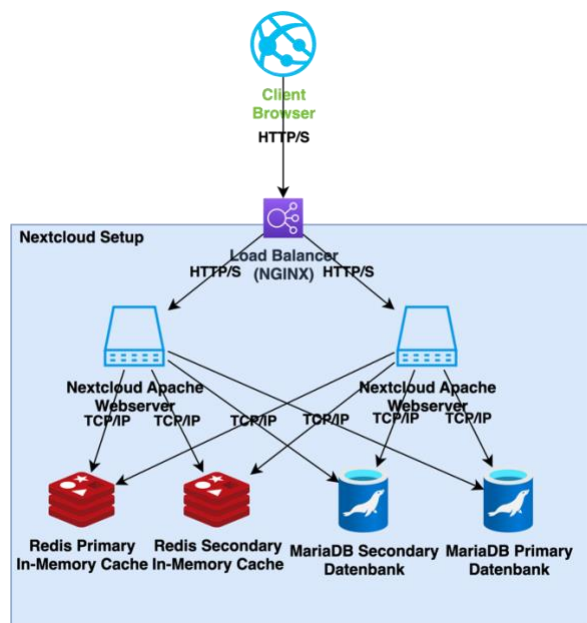 Client
Browser
HTTP/S
Nextcloud Setup
Load Balancer
(NGINX)
HTTP/S
HTTP/S
Nextcloud Apache
Webserver
Nextcloud Apache
Webserver
TCP/IP
TCP/IP
TCP/IP
TCP/IP
TCP/IP
TCP/IP
Redis Primary
In-Memory Cache
Redis Secondary
In-Memory Cache
MariaDB Secondary
Datenbank
MariaDB Primary
Datenbank